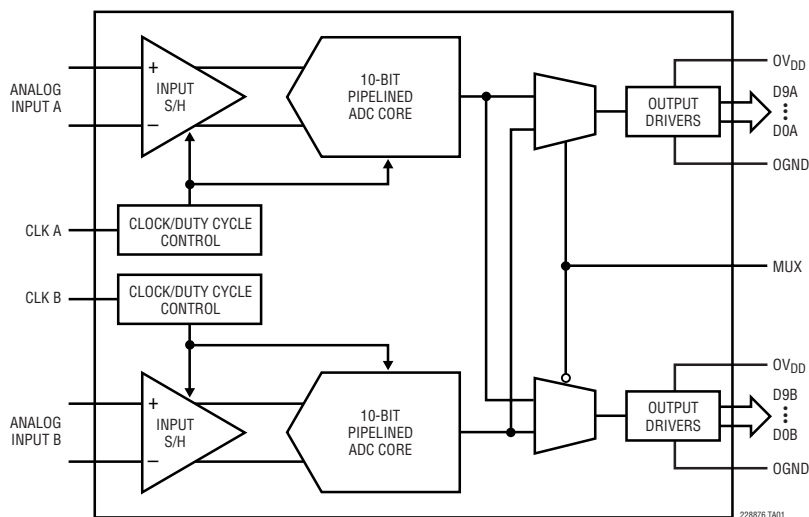 ANALOG
INPUT A
+
−
INPUT
S/H
10-BIT
PIPELINED
ADC CORE
OUTPUT
DRIVERS
OVDD
D9A
D0A
OGND
CLK A
CLOCK/DUTY CYCLE
CONTROL
MUX
CLK B
CLOCK/DUTY CYCLE
CONTROL
ANALOG
INPUT B
+
−
INPUT
S/H
10-BIT
PIPELINED
ADC CORE
OUTPUT
DRIVERS
OVDD
D9B
D0B
OGND
228876 TA01